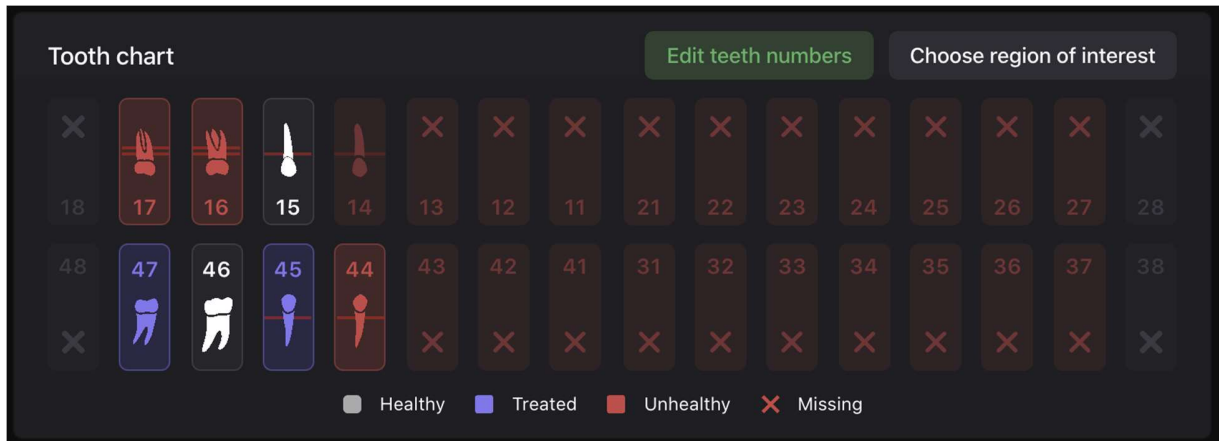 Tooth chart
Edit teeth numbers
Choose region of interest
18 17 16 15 14 13 12 11 21 22 23 24 25 26 27 28
48 47 46 45 44 43 42 41 31 32 33 34 35 36 37 38
Healthy Treated Unhealthy Missing